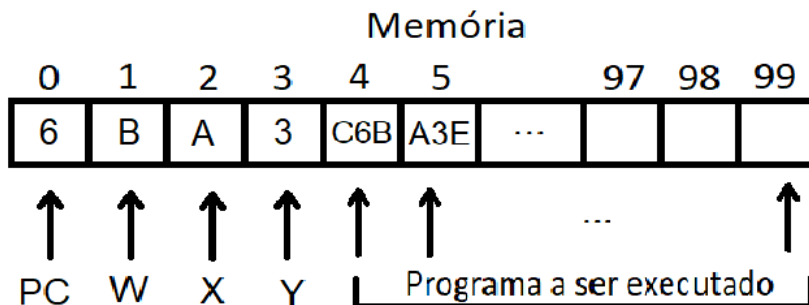 Memória
0 1 2 3 4 5 97 98 99
6 B A 3 C6B A3E ...
...
PC W X Y Programa a ser executado